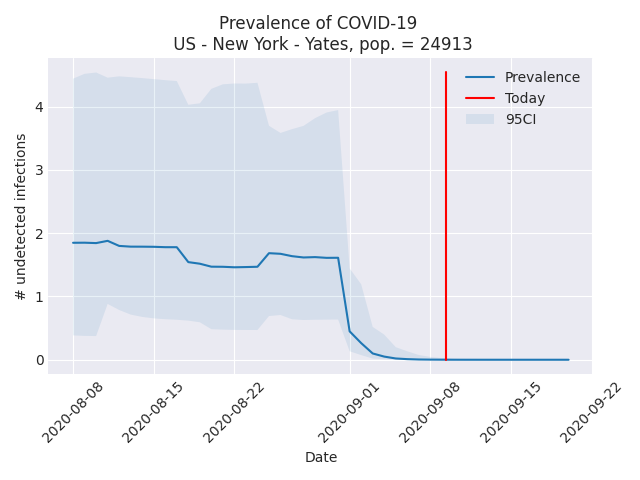 Prevalence of COVID-19
US - New York - Yates, pop. = 24913
Prevalence
Today
95CI
# undetected infections
4
3
2
1
0
2020-08-08
2020-08-15
2020-08-22
2020-09-01
2020-09-08
2020-09-15
2020-09-22
Date